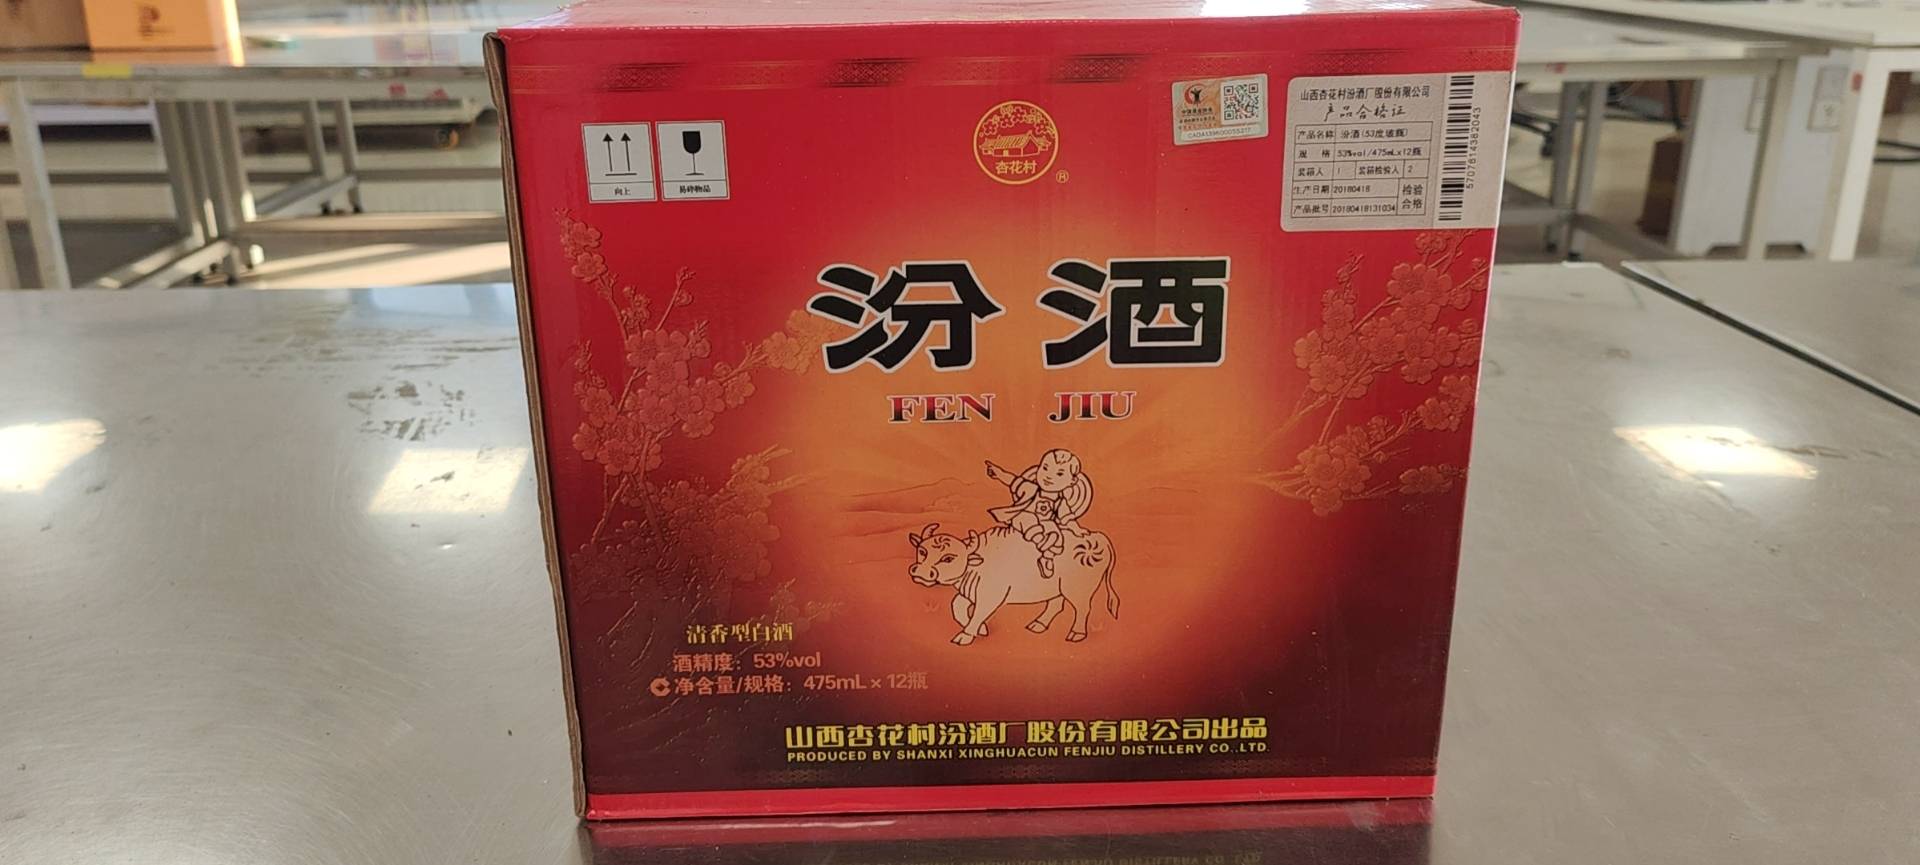 杏花村
®
CADA1396000055217
山西杏花村汾酒厂股份有限公司
产品合格证
产品名称 汾酒(53度玻瓶)
规 格 53%vol/475mL×12瓶
装箱人 1 装箱检验人 2
生产日期 20180418 检验
产品批号 20180418131034 合格
5707614382043
向上
易碎物品
汾酒
FEN JIU
清香型白酒
酒精度：53%vol
净含量/规格：475mL×12瓶
山西杏花村汾酒厂股份有限公司出品
PRODUCED BY SHANXI XINGHUACUN FENJIU DISTILLERY CO.,LTD.